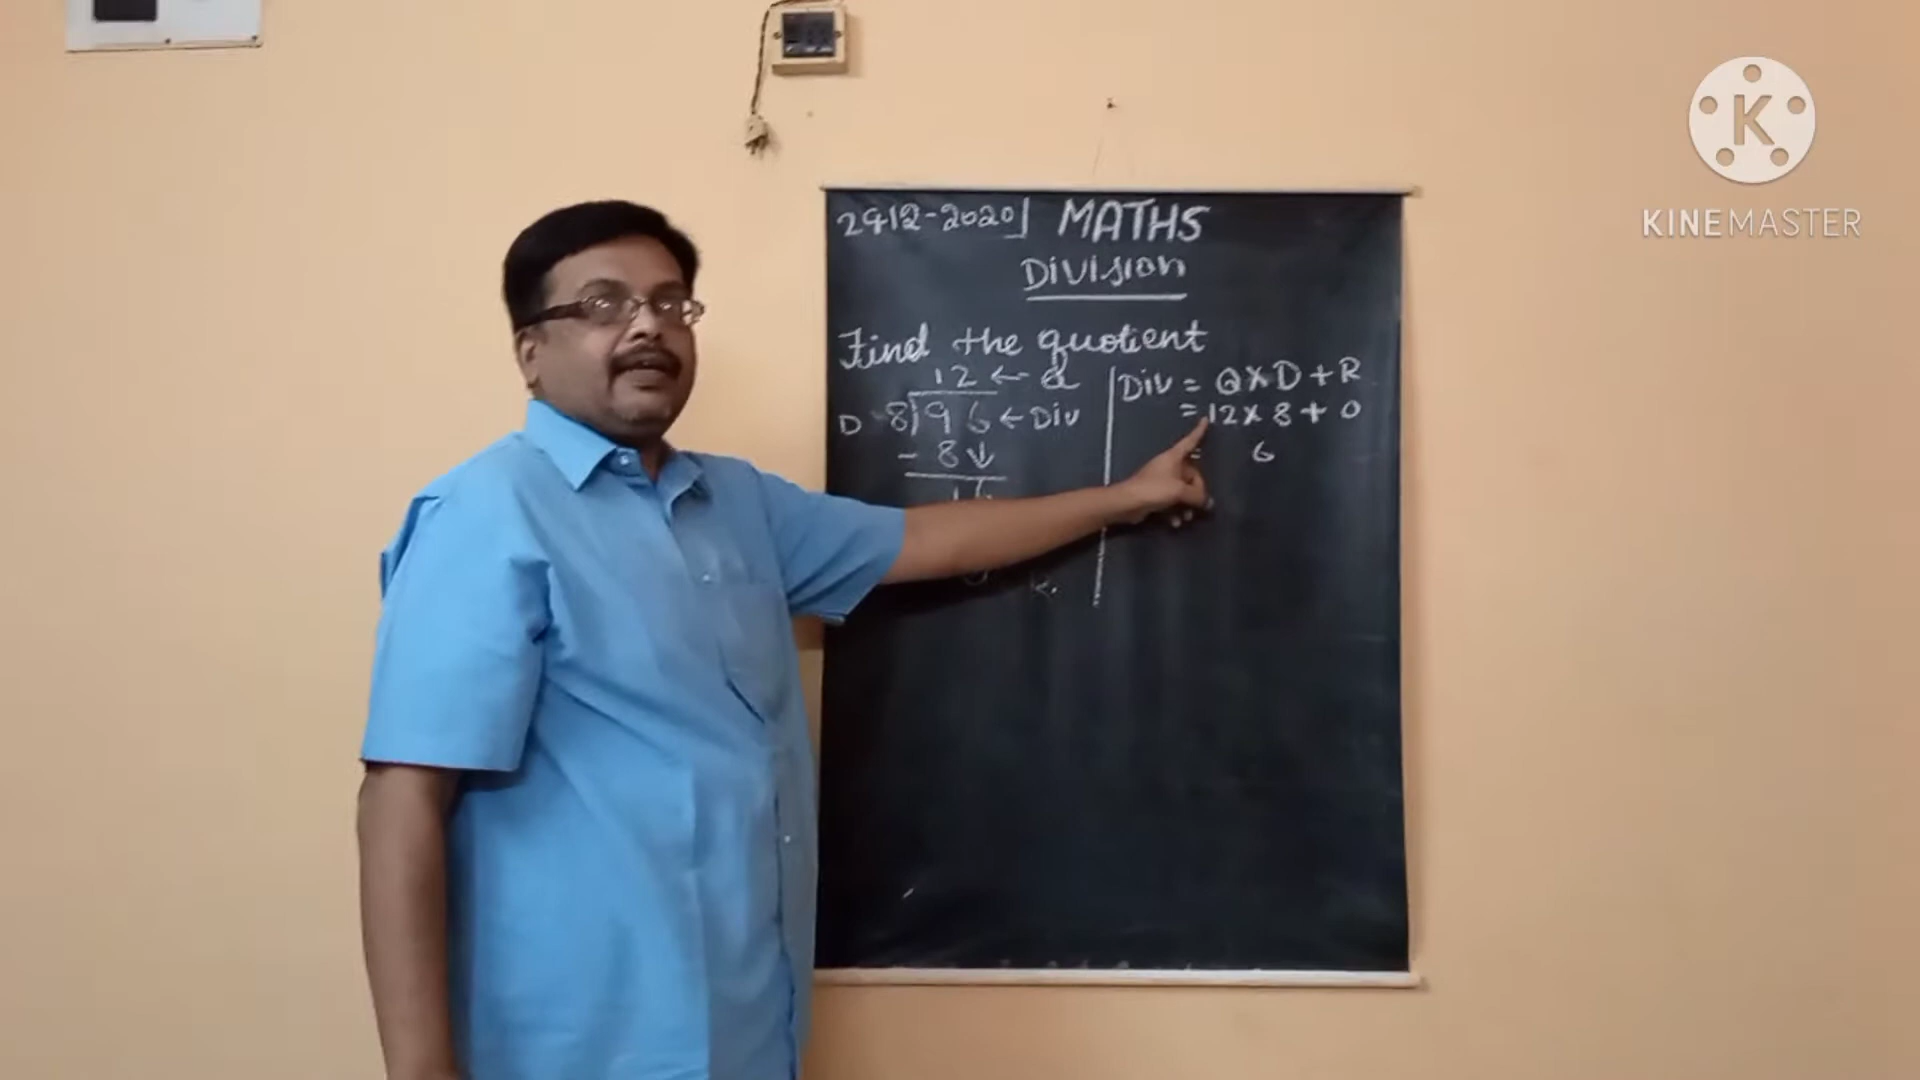 2412-2020] MATHS
Division
Find the quotient
12 ← Q
D 8)96 ← Div
- 8↓
Div = Q × D + R
= 12 × 8 + 0
= 6
R.
K
KINEMASTER